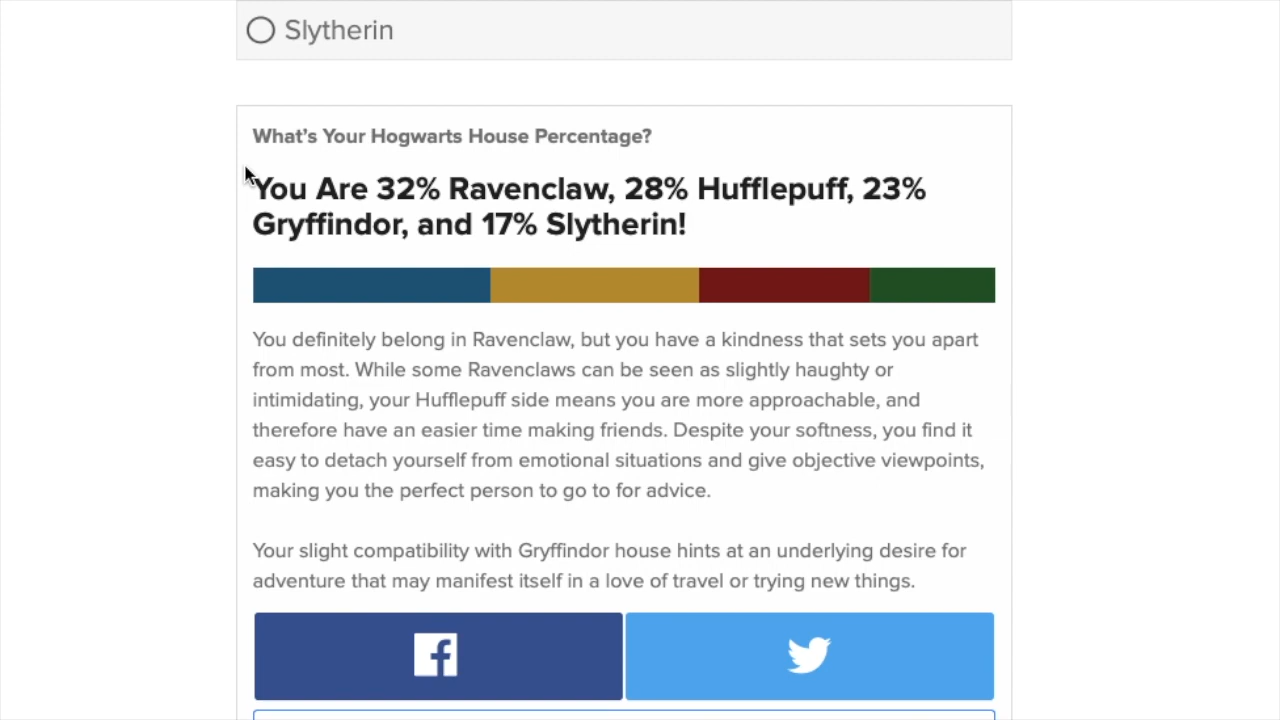 Slytherin
What's Your Hogwarts House Percentage?
You Are 32% Ravenclaw, 28% Hufflepuff, 23%
Gryffindor, and 17% Slytherin!
You definitely belong in Ravenclaw, but you have a kindness that sets you apart
from most. While some Ravenclaws can be seen as slightly haughty or
intimidating, your Hufflepuff side means you are more approachable, and
therefore have an easier time making friends. Despite your softness, you find it
easy to detach yourself from emotional situations and give objective viewpoints,
making you the perfect person to go to for advice.
Your slight compatibility with Gryffindor house hints at an underlying desire for
adventure that may manifest itself in a love of travel or trying new things.